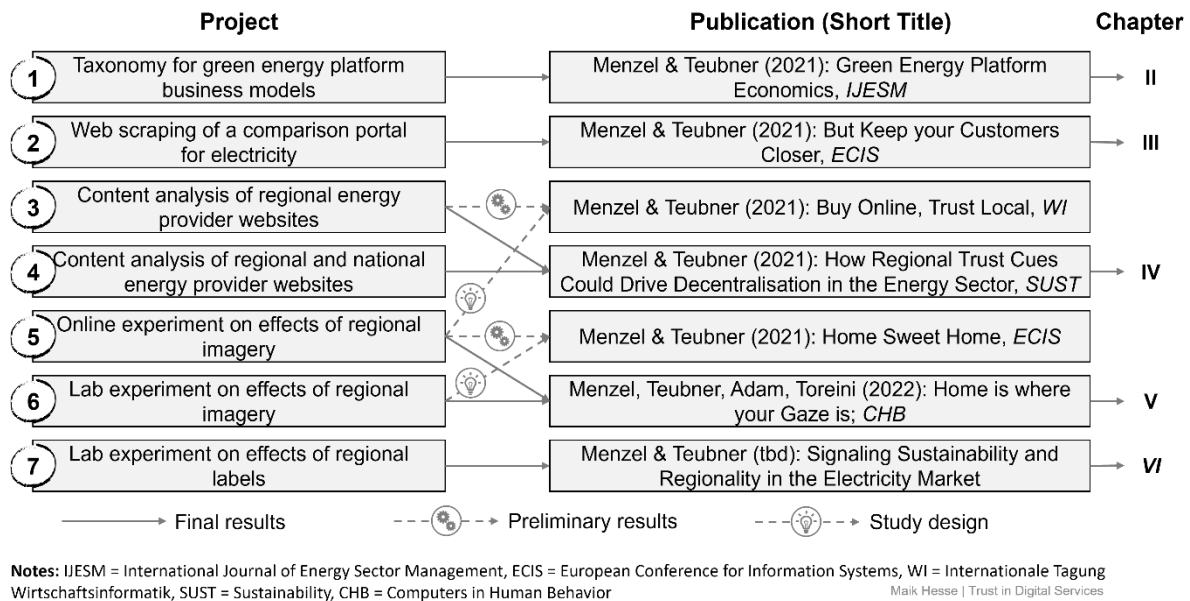 Project
Publication (Short Title)
Chapter
1
Taxonomy for green energy platform
business models
Menzel & Teubner (2021): Green Energy Platform
Economics, IJESM
II
2
Web scraping of a comparison portal
for electricity
Menzel & Teubner (2021): But Keep your Customers
Closer, ECIS
III
3
Content analysis of regional energy
provider websites
Menzel & Teubner (2021): Buy Online, Trust Local, WI
4
Content analysis of regional and national
energy provider websites
Menzel & Teubner (2021): How Regional Trust Cues
Could Drive Decentralisation in the Energy Sector, SUST
IV
5
Online experiment on effects of regional
imagery
Menzel & Teubner (2021): Home Sweet Home, ECIS
6
Lab experiment on effects of regional
imagery
Menzel, Teubner, Adam, Toreini (2022): Home is where
your Gaze is; CHB
V
7
Lab experiment on effects of regional
labels
Menzel & Teubner (tbd): Signaling Sustainability and
Regionality in the Electricity Market
VI
Final results
Preliminary results
Study design
Notes: IJESM = International Journal of Energy Sector Management, ECIS = European Conference for Information Systems, WI = Internationale Tagung
Wirtschaftsinformatik, SUST = Sustainability, CHB = Computers in Human Behavior
Maik Hesse | Trust in Digital Services